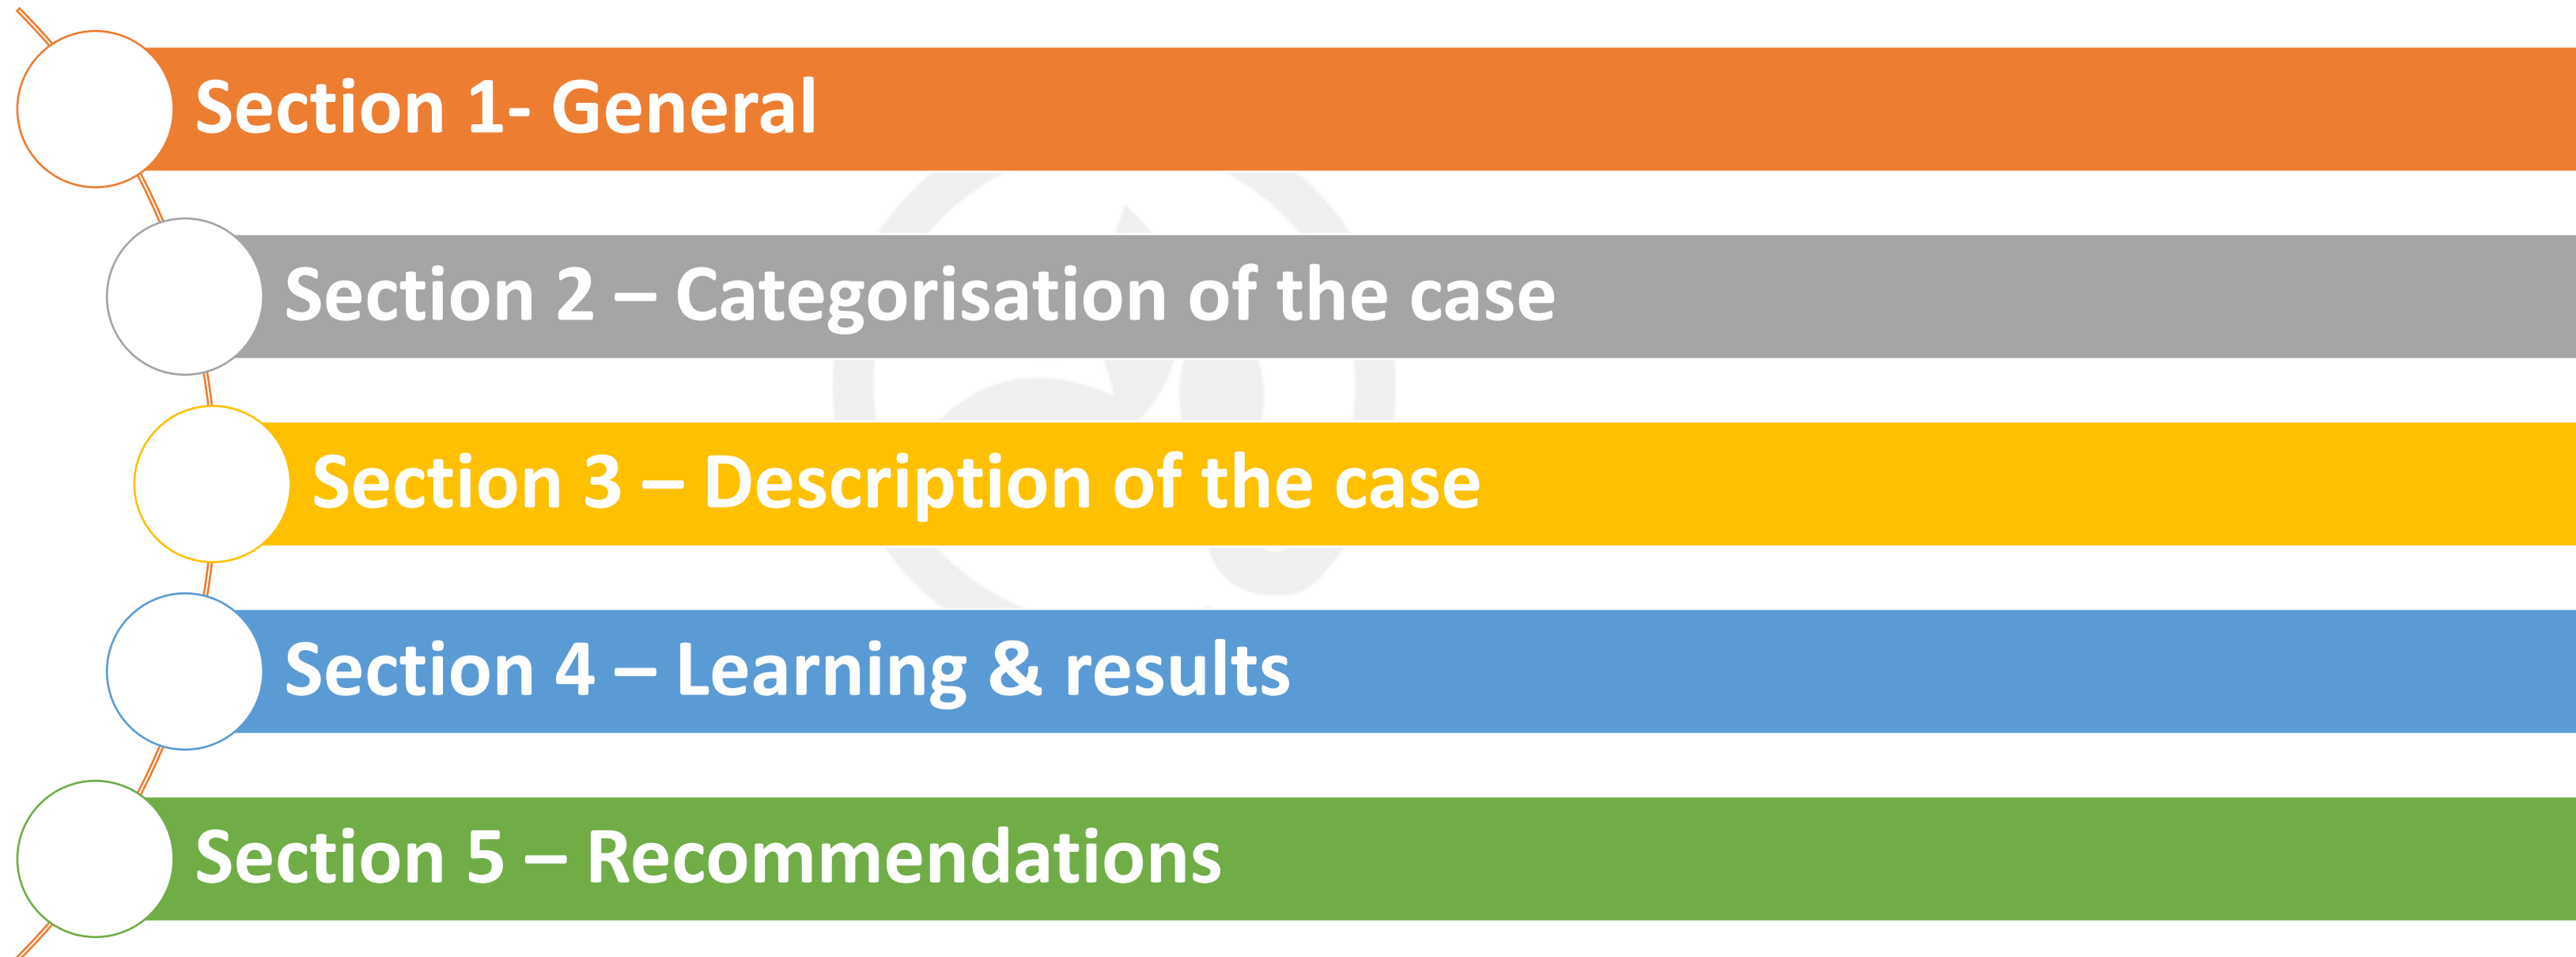 Section 1- General
Section 2 – Categorisation of the case
Section 3 – Description of the case
Section 4 – Learning & results
Section 5 – Recommendations